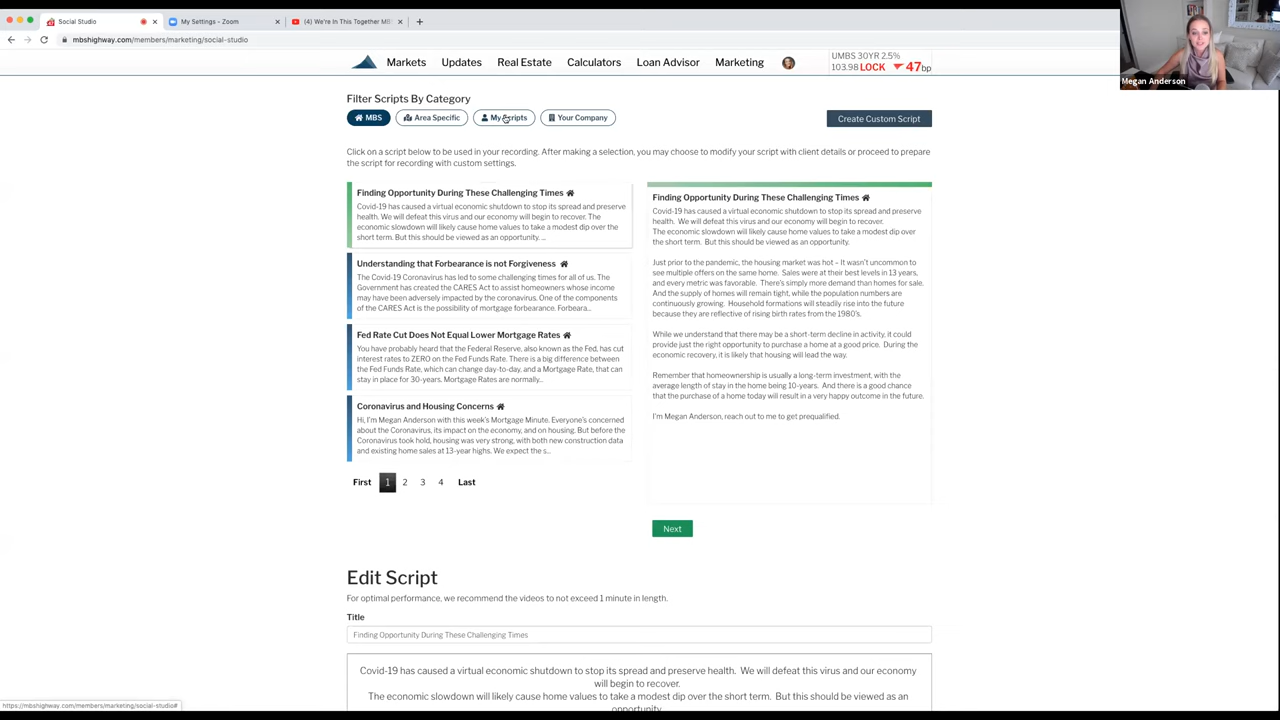 Social Studio
My Settings - Zoom
(4) We're In This Together MB
mbshighway.com/members/marketing/social-studio
Megan Anderson
Markets
Updates
Real Estate
Calculators
Loan Advisor
Marketing
UMBS 30YR 2.5%
103.98 LOCK 47bp
Filter Scripts By Category
MBS
Area Specific
My Scripts
Your Company
Create Custom Script
Click on a script below to be used in your recording. After making a selection, you may choose to modify your script with client details or proceed to prepare
the script for recording with custom settings.
Finding Opportunity During These Challenging Times
Covid-19 has caused a virtual economic shutdown to stop its spread and preserve
health. We will defeat this virus and our economy will begin to recover. The
economic slowdown will likely cause home values to take a modest dip over the
short term. But this should be viewed as an opportunity. ...
Understanding that Forbearance is not Forgiveness
The Covid-19 Coronavirus has led to some challenging times for all of us. The
Government has created the CARES Act to assist homeowners whose
income may have been adversely impacted by the coronavirus. One of the components
of the CARES Act is the possibility of mortgage forbearance. Forbeara...
Fed Rate Cut Does Not Equal Lower Mortgage Rates
You have probably heard that the Federal Reserve, also known as the Fed, has cut
interest rates to ZERO on the Fed Funds Rate. There is a big difference between
the Fed Funds Rate, which can change day-to-day, and a Mortgage Rate, that can
stay in place for 30-years. Mortgage Rates are normally...
Coronavirus and Housing Concerns
Hi, I'm Megan Anderson with this week's Mortgage Minute. Everyone's concerned
about the Coronavirus, its impact on the economy, and on housing. But before the
Coronavirus took hold, housing was very strong, with both new construction data
and existing home sales at 13-year highs. We expect the s...
First 1 2 3 4 Last
Finding Opportunity During These Challenging Times
Covid-19 has caused a virtual economic shutdown to stop its spread and preserve
health. We will defeat this virus and our economy will begin to recover.
The economic slowdown will likely cause home values to take a modest dip over
the short term. But this should be viewed as an opportunity.
Just prior to the pandemic, the housing market was hot – It wasn't uncommon to
see multiple offers on the same home. Sales were at their best levels in 13 years,
and every metric was favorable. There's simply more demand than homes for sale.
And the supply of homes will remain tight, while the population numbers are
continuously growing. Household formations will steadily rise into the future
because they are reflective of rising birth rates from the 1980's.
While we understand that there may be a short-term decline in activity, it could
provide just the right opportunity to purchase a home at a good price. During the
economic recovery, it is likely that housing will lead the way.
Remember that homeownership is usually a long-term investment, with the
average length of stay in the home being 10-years. And there is a good chance
that the purchase of a home today will result in a very happy outcome in the future.
I'm Megan Anderson, reach out to me to get prequalified.
Next
Edit Script
For optimal performance, we recommend the videos to not exceed 1 minute in length.
Title
Finding Opportunity During These Challenging Times
Covid-19 has caused a virtual economic shutdown to stop its spread and preserve health. We will defeat this virus and our economy
will begin to recover.
The economic slowdown will likely cause home values to take a modest dip over the short term. But this should be viewed as an
opportunity.
https://mbshighway.com/members/marketing/social-studio#